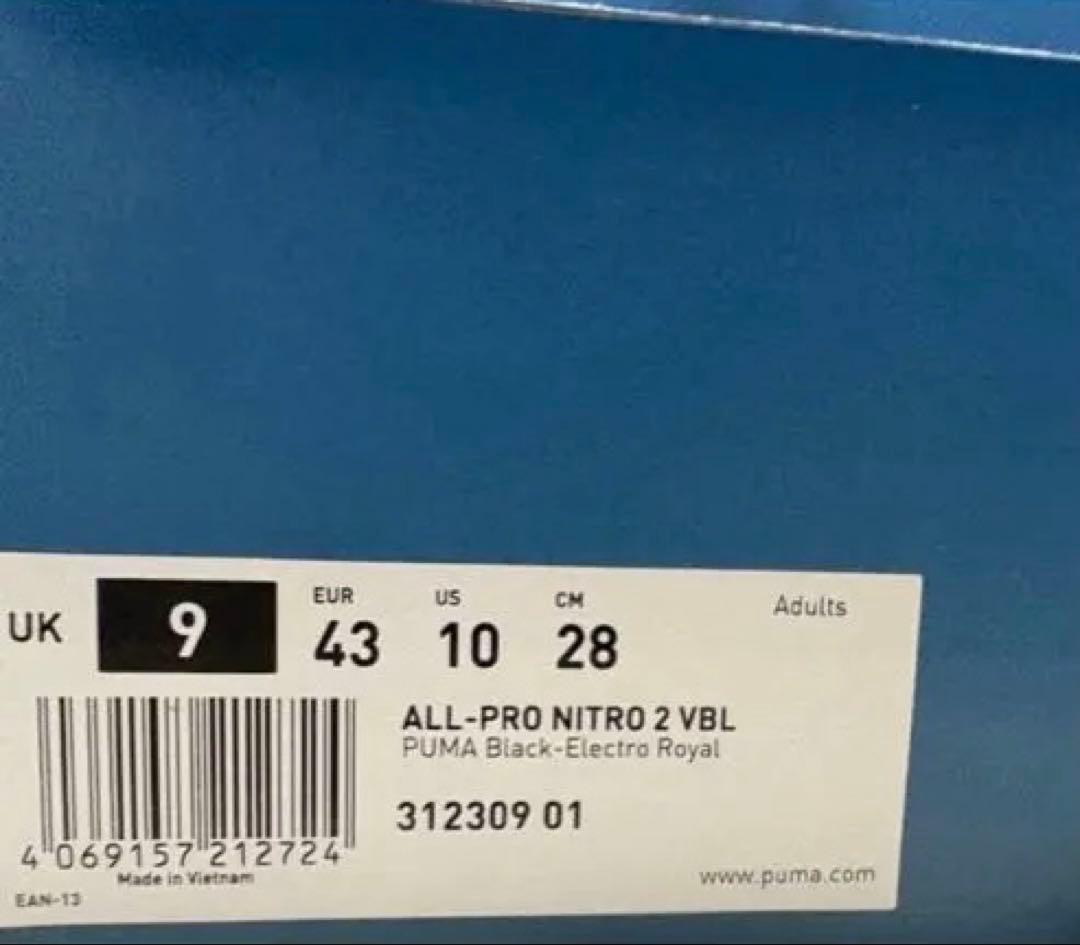 UK 9 EUR 43 US 10 CM 28 Adults
ALL-PRO NITRO 2 VBL
PUMA Black-Electro Royal
312309 01
4 069157 212724
Made in Vietnam
EAN-13
www.puma.com